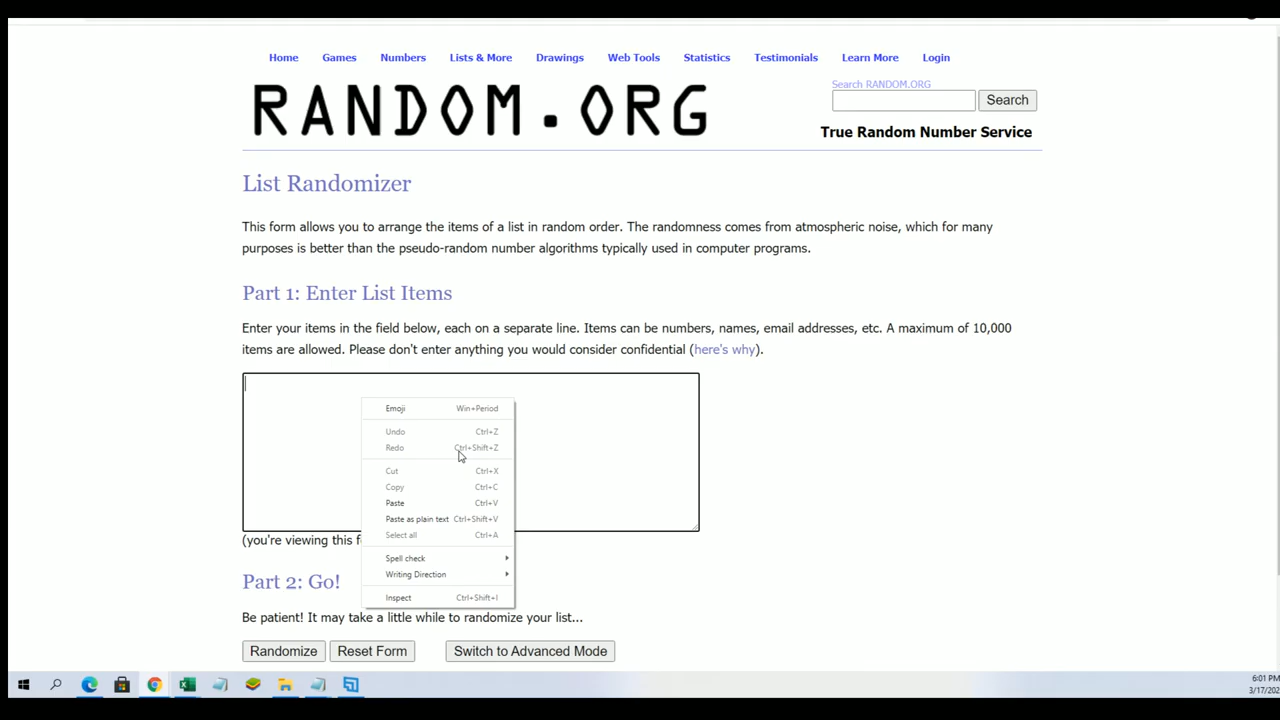 Home Games Numbers Lists & More Drawings Web Tools Statistics Testimonials Learn More Login
RANDOM.ORG
Search RANDOM.ORG
Search
True Random Number Service
List Randomizer
This form allows you to arrange the items of a list in random order. The randomness comes from atmospheric noise, which for many
purposes is better than the pseudo-random number algorithms typically used in computer programs.
Part 1: Enter List Items
Enter your items in the field below, each on a separate line. Items can be numbers, names, email addresses, etc. A maximum of 10,000
items are allowed. Please don't enter anything you would consider confidential (here's why).
Emoji Win+Period
Undo Ctrl+Z
Redo Ctrl+Shift+Z
Cut Ctrl+X
Copy Ctrl+C
Paste Ctrl+V
Paste as plain text Ctrl+Shift+V
Select all Ctrl+A
(you're viewing this f
Spell check
Writing Direction
Inspect Ctrl+Shift+I
Part 2: Go!
Be patient! It may take a little while to randomize your list...
Randomize Reset Form Switch to Advanced Mode
6:01 PM
3/17/202